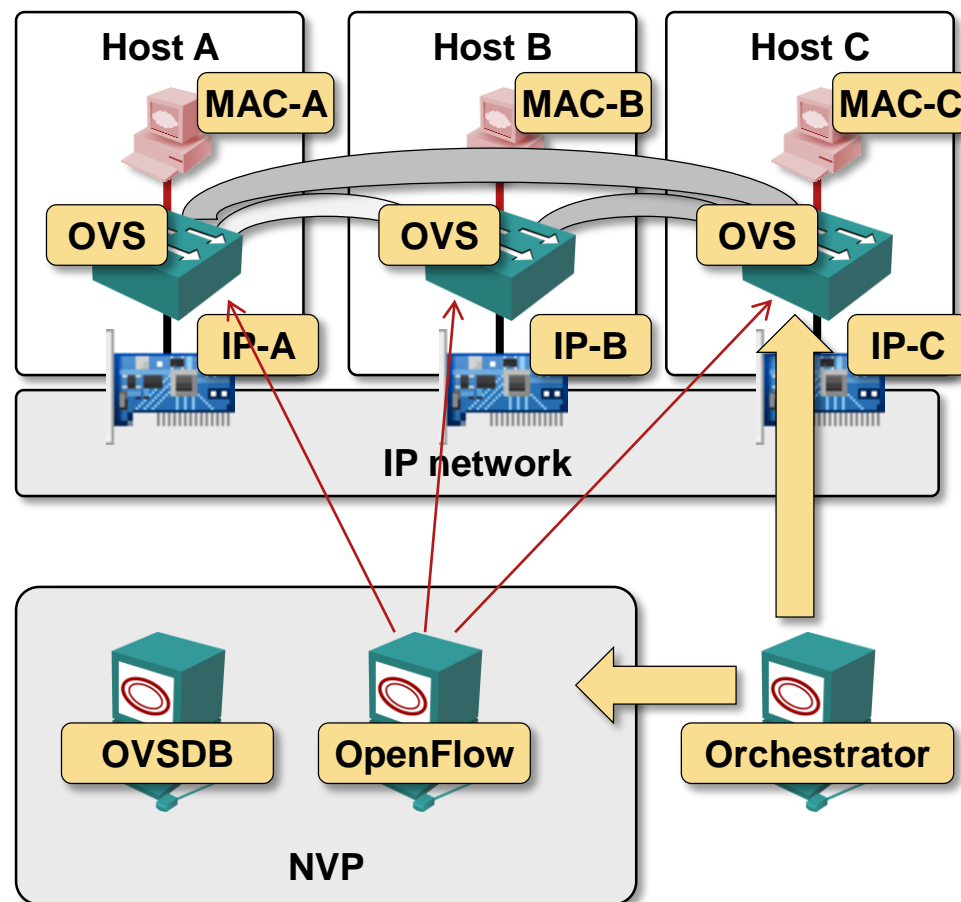 Host A
Host B
Host C
MAC-A
MAC-B
MAC-C
OVS
OVS
OVS
IP-A
IP-B
IP-C
IP network
OVSDB
OpenFlow
Orchestrator
NVP